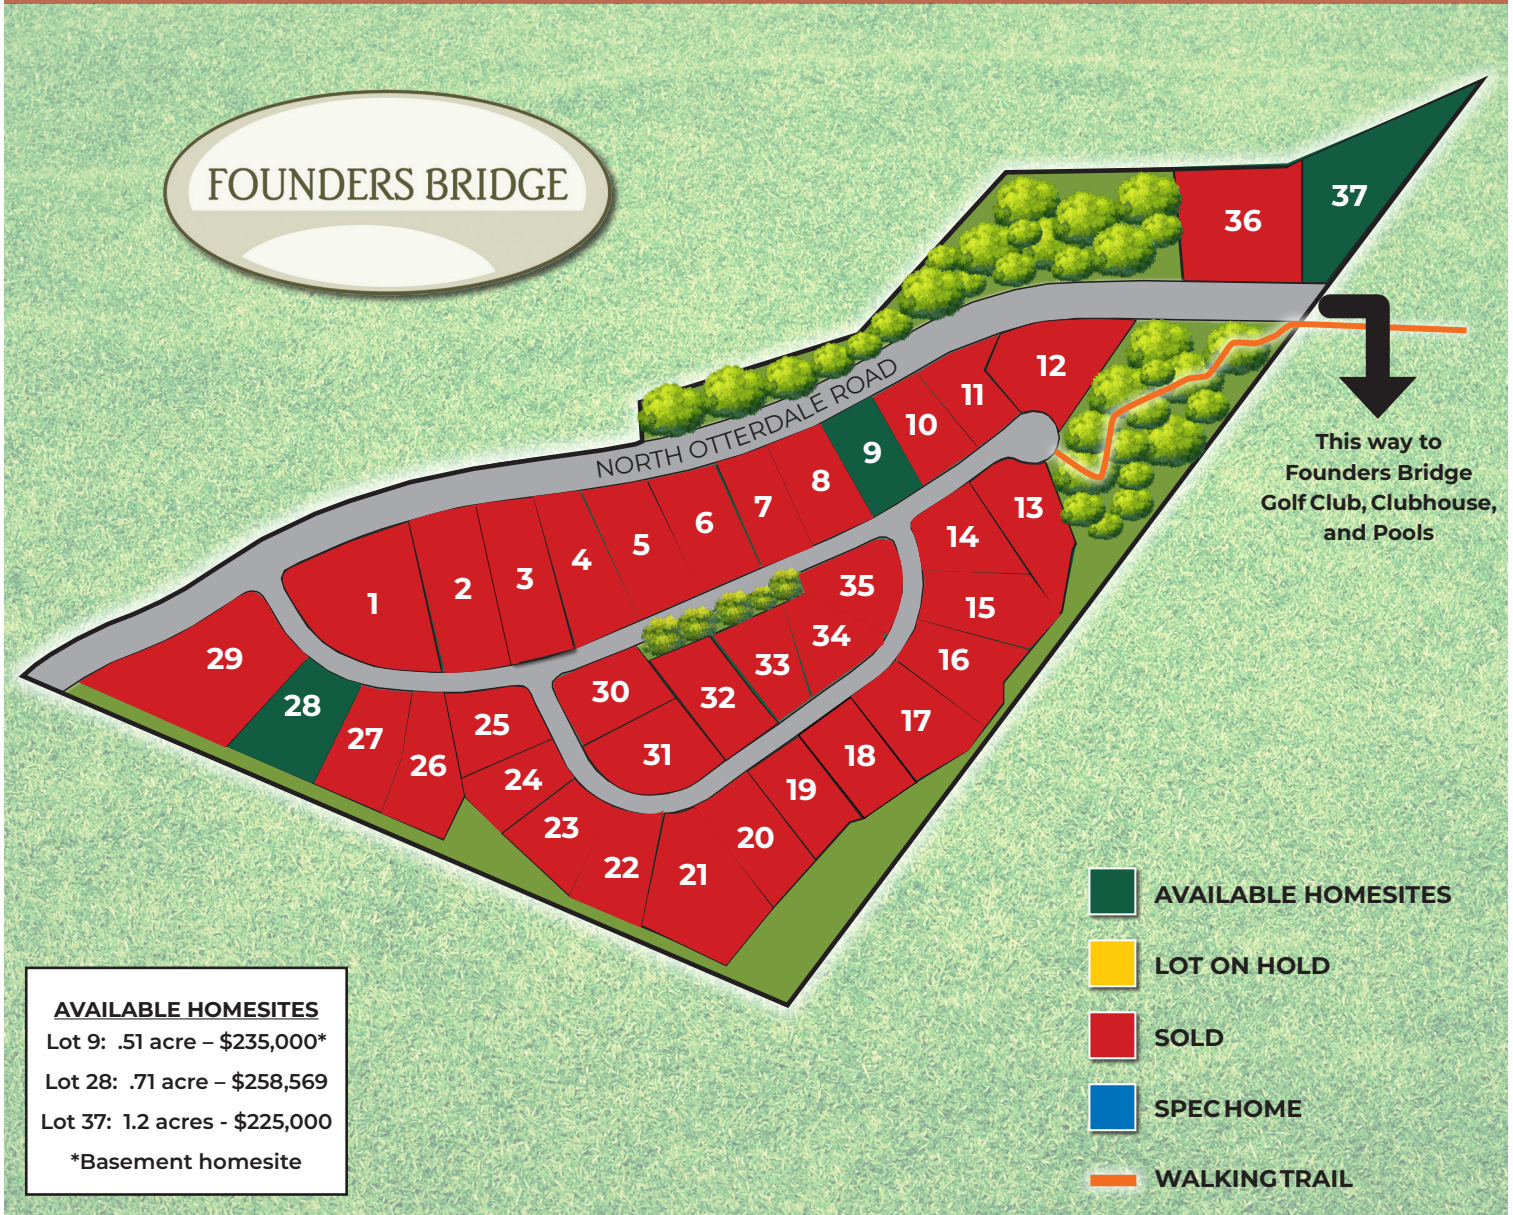 FOUNDERS BRIDGE
37
36
12
11
10
9
8
7
6
5
4
3
2
1
NORTH OTTERDALE ROAD
This way to
Founders Bridge
Golf Club, Clubhouse,
and Pools
13
14
15
16
17
18
19
20
21
22
23
24
25
26
27
28
29
30
31
32
33
34
35
AVAILABLE HOMESITES
Lot 9: .51 acre – $235,000*
Lot 28: .71 acre – $258,569
Lot 37: 1.2 acres - $225,000
*Basement homesite
AVAILABLE HOMESITES
LOT ON HOLD
SOLD
SPEC HOME
WALKING TRAIL